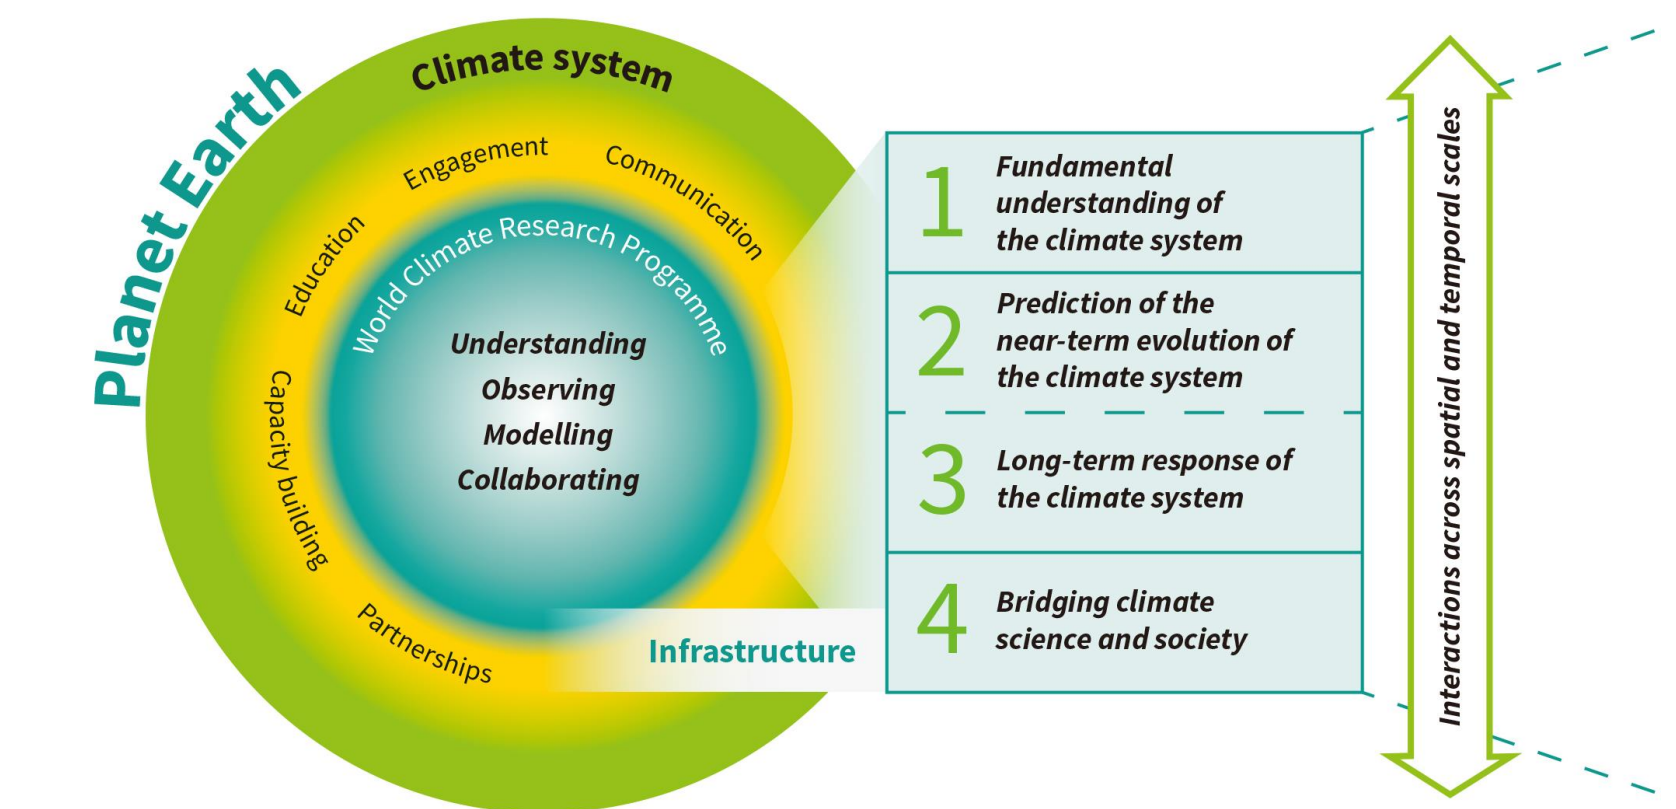 Planet Earth
Climate system
Engagement
Communication
Education
Capacity building
Partnerships
World Climate Research Programme
Understanding
Observing
Modelling
Collaborating
Infrastructure
1
Fundamental
understanding of
the climate system
2
Prediction of the
near-term evolution of
the climate system
3
Long-term response of
the climate system
4
Bridging climate
science and society
Interactions across spatial and temporal scales